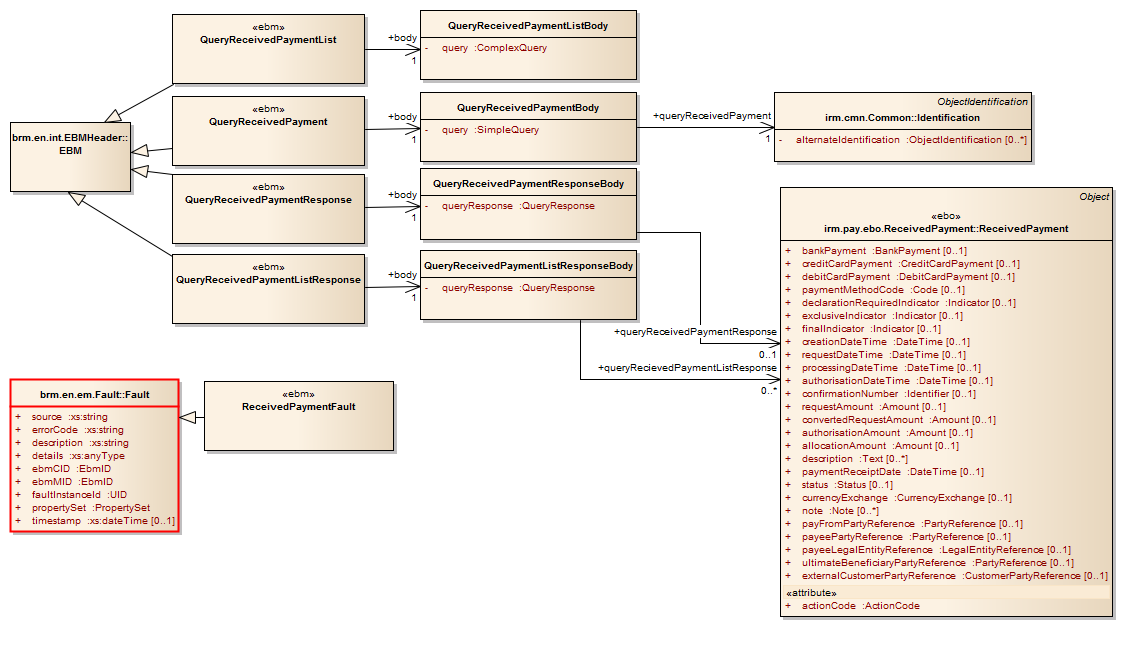 «ebm»
QueryReceivedPaymentList
+body
1
QueryReceivedPaymentListBody
- query :ComplexQuery
brm.en.int.EBMHeader::
EBM
«ebm»
QueryReceivedPayment
+body
1
QueryReceivedPaymentBody
- query :SimpleQuery
+queryReceivedPayment
1
ObjectIdentification
irm.cmn.Common::Identification
- alternateIdentification :ObjectIdentification [0..*]
«ebm»
QueryReceivedPaymentResponse
+body
1
QueryReceivedPaymentResponseBody
- queryResponse :QueryResponse
«ebm»
QueryReceivedPaymentListResponse
+body
1
QueryReceivedPaymentListResponseBody
- queryResponse :QueryResponse
+queryReceivedPaymentResponse
0..1
+queryRecievedPaymentListResponse
0..*
Object
«ebo»
irm.pay.ebo.ReceivedPayment::ReceivedPayment
+ bankPayment :BankPayment [0..1]
+ creditCardPayment :CreditCardPayment [0..1]
+ debitCardPayment :DebitCardPayment [0..1]
+ paymentMethodCode :Code [0..1]
+ declarationRequiredIndicator :Indicator [0..1]
+ exclusiveIndicator :Indicator [0..1]
+ finalIndicator :Indicator [0..1]
+ creationDateTime :DateTime [0..1]
+ requestDateTime :DateTime [0..1]
+ processingDateTime :DateTime [0..1]
+ authorisationDateTime :DateTime [0..1]
+ confirmationNumber :Identifier [0..1]
+ requestAmount :Amount [0..1]
+ convertedRequestAmount :Amount [0..1]
+ authorisationAmount :Amount [0..1]
+ allocationAmount :Amount [0..1]
+ description :Text [0..*]
+ paymentReceiptDate :DateTime [0..1]
+ status :Status [0..1]
+ currencyExchange :CurrencyExchange [0..1]
+ note :Note [0..*]
+ payFromPartyReference :PartyReference [0..1]
+ payeePartyReference :PartyReference [0..1]
+ payeeLegalEntityReference :LegalEntityReference [0..1]
+ ultimateBeneficiaryPartyReference :PartyReference [0..1]
+ externalCustomerPartyReference :CustomerPartyReference [0..1]
«attribute»
+ actionCode :ActionCode
brm.en.em.Fault::Fault
+ source :xs:string
+ errorCode :xs:string
+ description :xs:string
+ details :xs:anyType
+ ebmCID :EbmID
+ ebmMID :EbmID
+ faultInstanceId :UID
+ propertySet :PropertySet
+ timestamp :xs:dateTime [0..1]
«ebm»
ReceivedPaymentFault